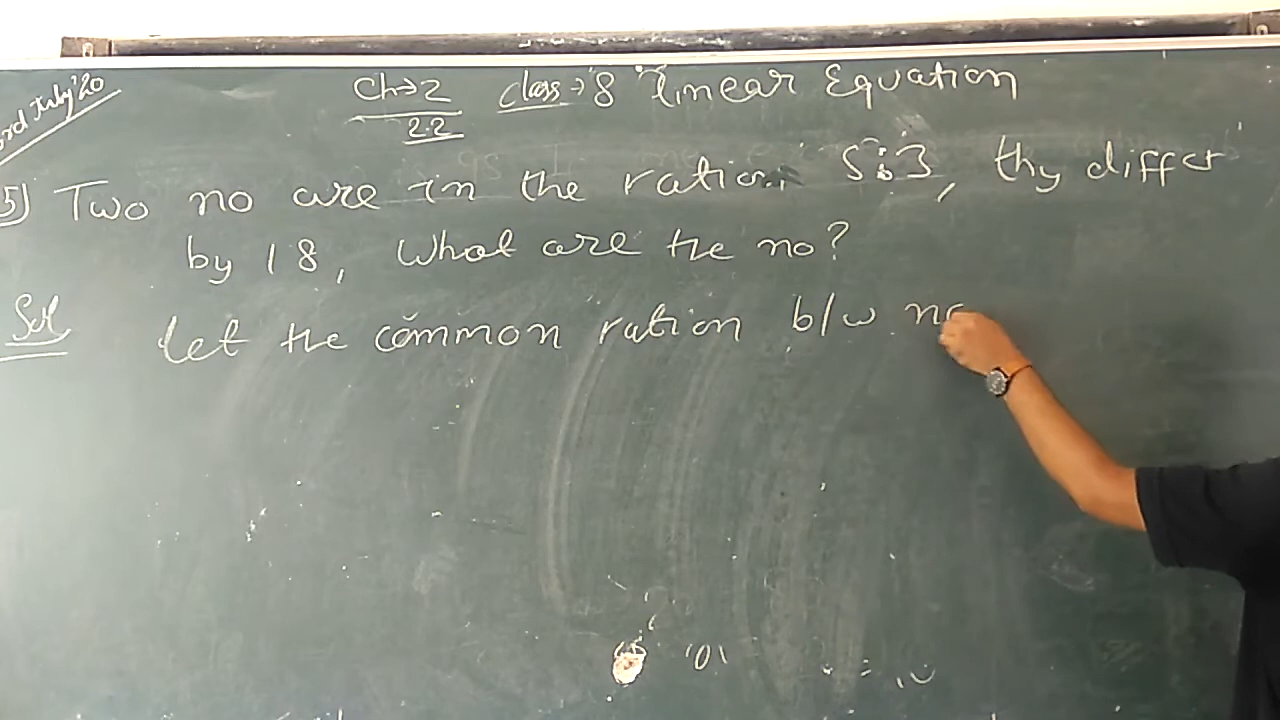 July'20
Ch→2 class→8 "Linear Equation
2.2
5) Two no are in the ration 5:3, thy differ
by 18, What are the no?
Sol Let the common ration b/w no